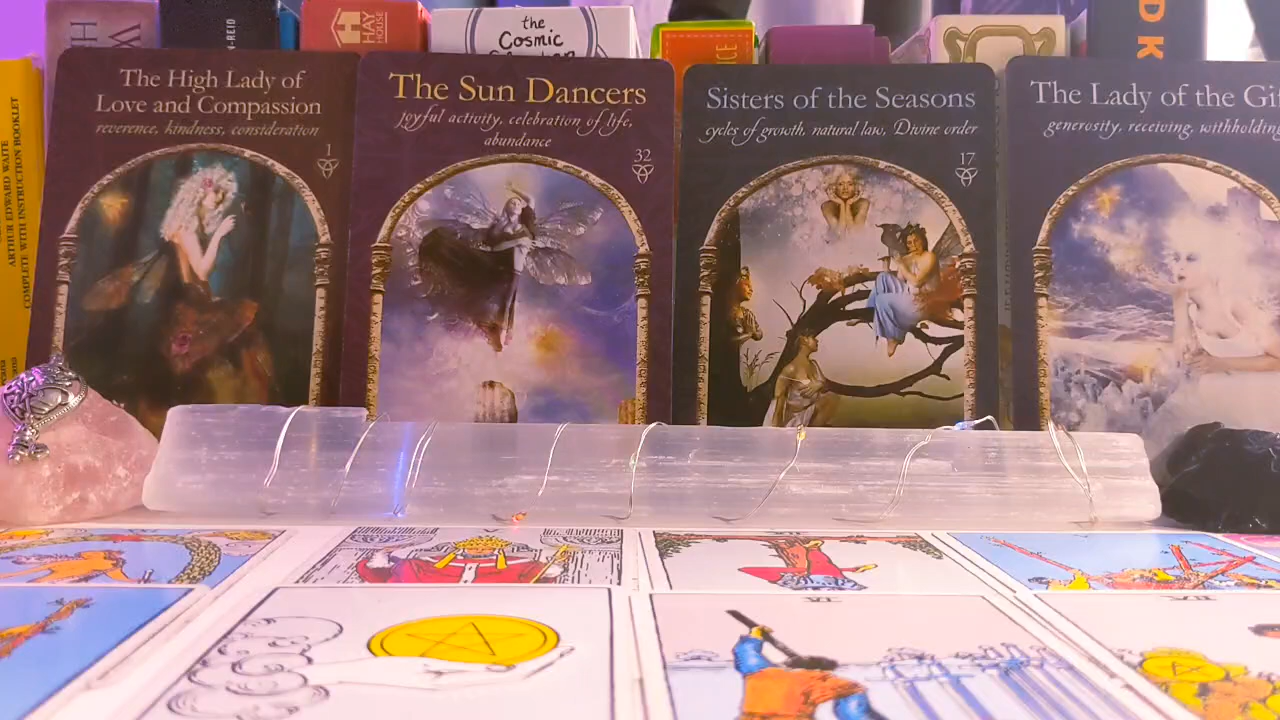 the
Cosmic
HAY
HOUSE
-REID
D K
ARTHUR EDWARD WAITE
COMPLETE WITH INSTRUCTION BOOKLET
The High Lady of
Love and Compassion
reverence, kindness, consideration
1
The Sun Dancers
joyful activity, celebration of life,
abundance
32
Sisters of the Seasons
cycles of growth, natural law, Divine order
17
The Lady of the
generosity, receiving, withholding
V
XII